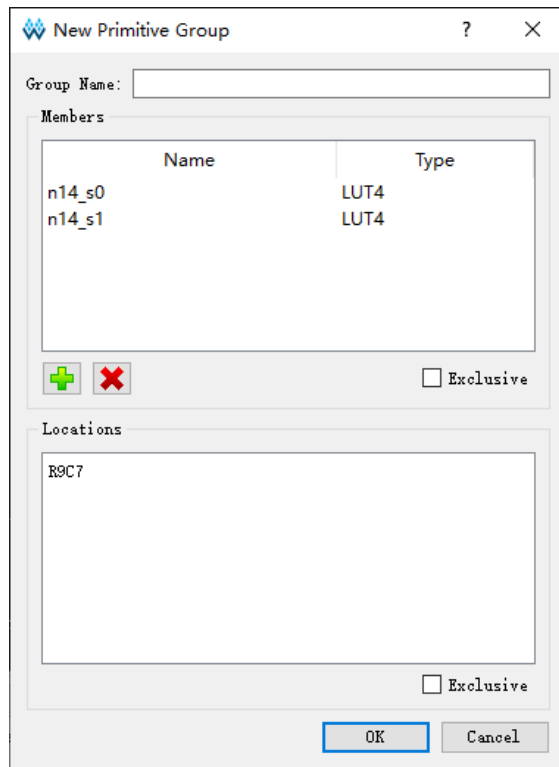 New Primitive Group ?
Group Name:
Members
Name Type
n14_s0 LUT4
n14_s1 LUT4
Exclusive
Locations
R9C7
Exclusive
OK Cancel